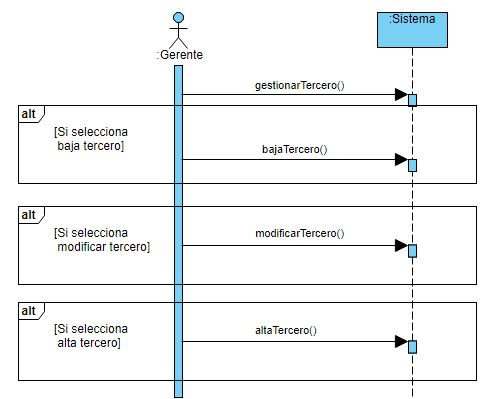 :Sistema
:Gerente
gestionarTercero()
alt
[Si selecciona
baja tercero]
bajaTercero()
alt
[Si selecciona
modificar tercero]
modificarTercero()
alt
[Si selecciona
alta tercero]
altaTercero()